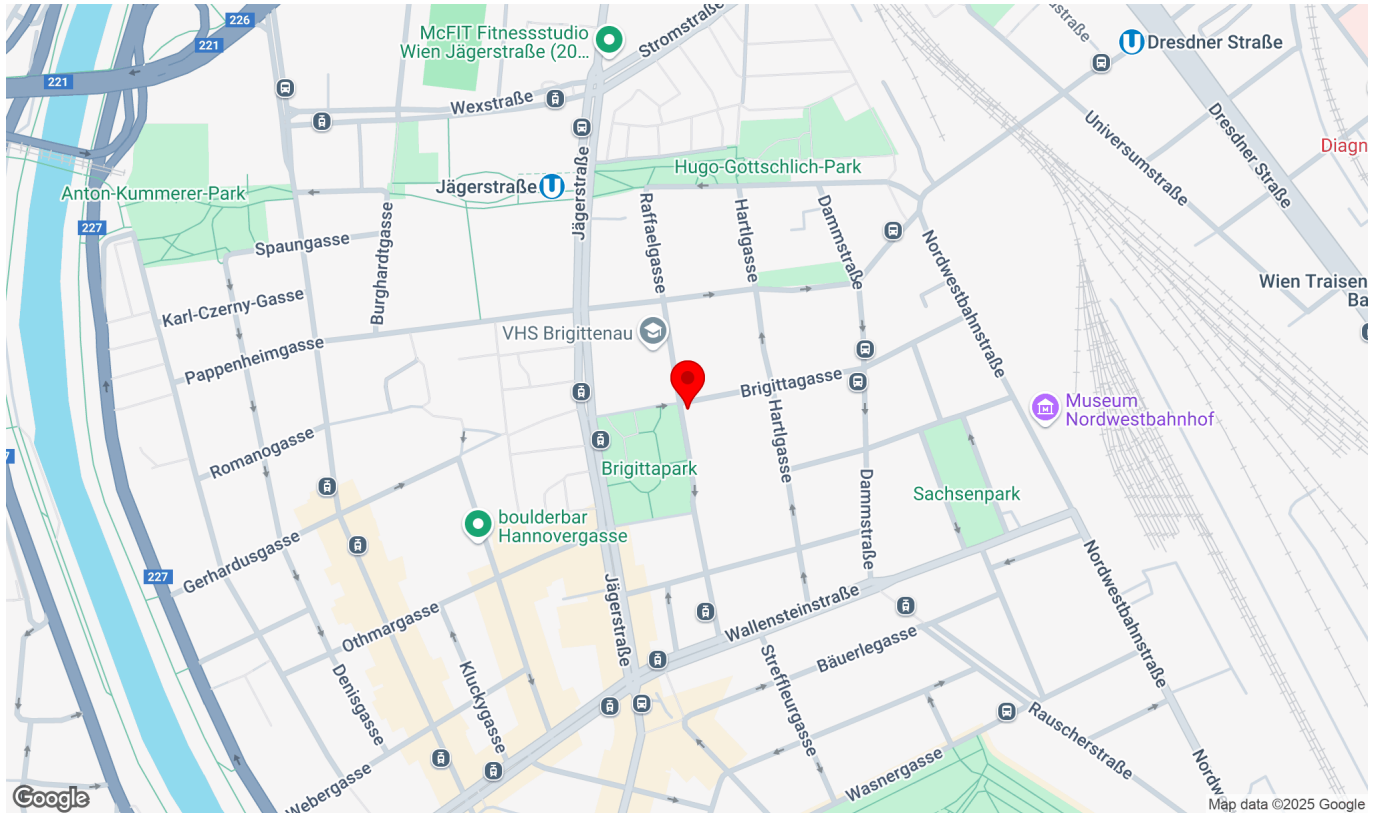 226
221
221
McFIT Fitnessstudio
Wien Jägerstraße (20...
Stromstraße
Dresdner Straße
Wexstraße
Jägerstraße
Jägerstraße
Hugo-Gottschlich-Park
Universumstraße
Dresdner Straße
Diagn
Anton-Kummerer-Park
227
Spaungasse
Burghardtgasse
Raffaelgasse
Hartlgasse
Dammstraße
Nordwestbahnstraße
Wien Traisen
Ba
Karl-Czerny-Gasse
Pappenheimgasse
VHS Brigittenau
Brigittagasse
Museum
Nordwestbahnhof
Romanogasse
Brigittapark
Hartlgasse
Dammstraße
Sachsenpark
7
boulderbar
Hannovergasse
Gerhardusgasse
227
Othmargasse
Jägerstraße
Wallensteinstraße
Nordwestbahnstraße
Bäuerlegasse
Denisgasse
Kluckygasse
Streffleurgasse
Rauscherstraße
Webergasse
Wasnergasse
Nordw
Google
Map data ©2025 Google